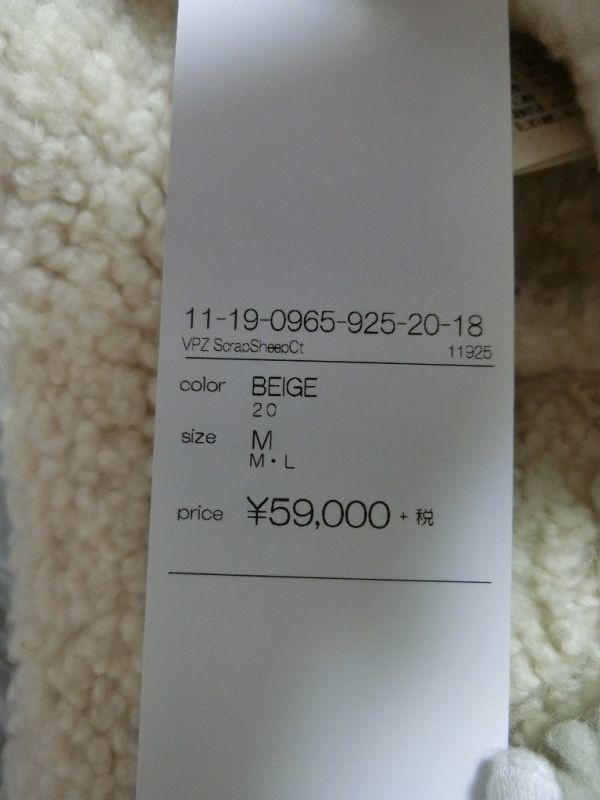 11-19-0965-925-20-18
VPZ ScrapSheepCt 11925
color BEIGE
20
size M
M・L
price ¥59,000 + 税